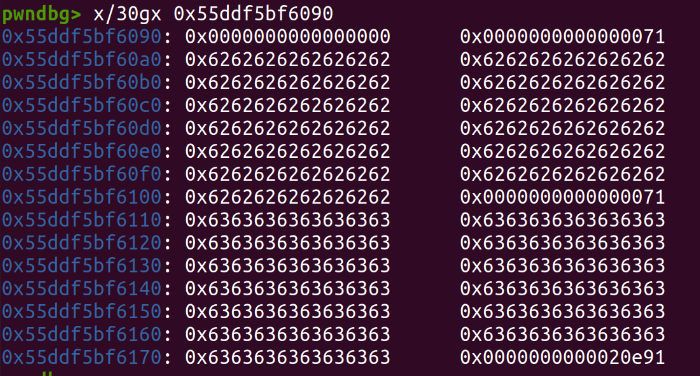 pwndbg> x/30gx 0x55ddf5bf6090
0x55ddf5bf6090: 0x0000000000000000 0x0000000000000071
0x55ddf5bf60a0: 0x6262626262626262 0x6262626262626262
0x55ddf5bf60b0: 0x6262626262626262 0x6262626262626262
0x55ddf5bf60c0: 0x6262626262626262 0x6262626262626262
0x55ddf5bf60d0: 0x6262626262626262 0x6262626262626262
0x55ddf5bf60e0: 0x6262626262626262 0x6262626262626262
0x55ddf5bf60f0: 0x6262626262626262 0x6262626262626262
0x55ddf5bf6100: 0x6262626262626262 0x0000000000000071
0x55ddf5bf6110: 0x6363636363636363 0x6363636363636363
0x55ddf5bf6120: 0x6363636363636363 0x6363636363636363
0x55ddf5bf6130: 0x6363636363636363 0x6363636363636363
0x55ddf5bf6140: 0x6363636363636363 0x6363636363636363
0x55ddf5bf6150: 0x6363636363636363 0x6363636363636363
0x55ddf5bf6160: 0x6363636363636363 0x6363636363636363
0x55ddf5bf6170: 0x6363636363636363 0x0000000000020e91